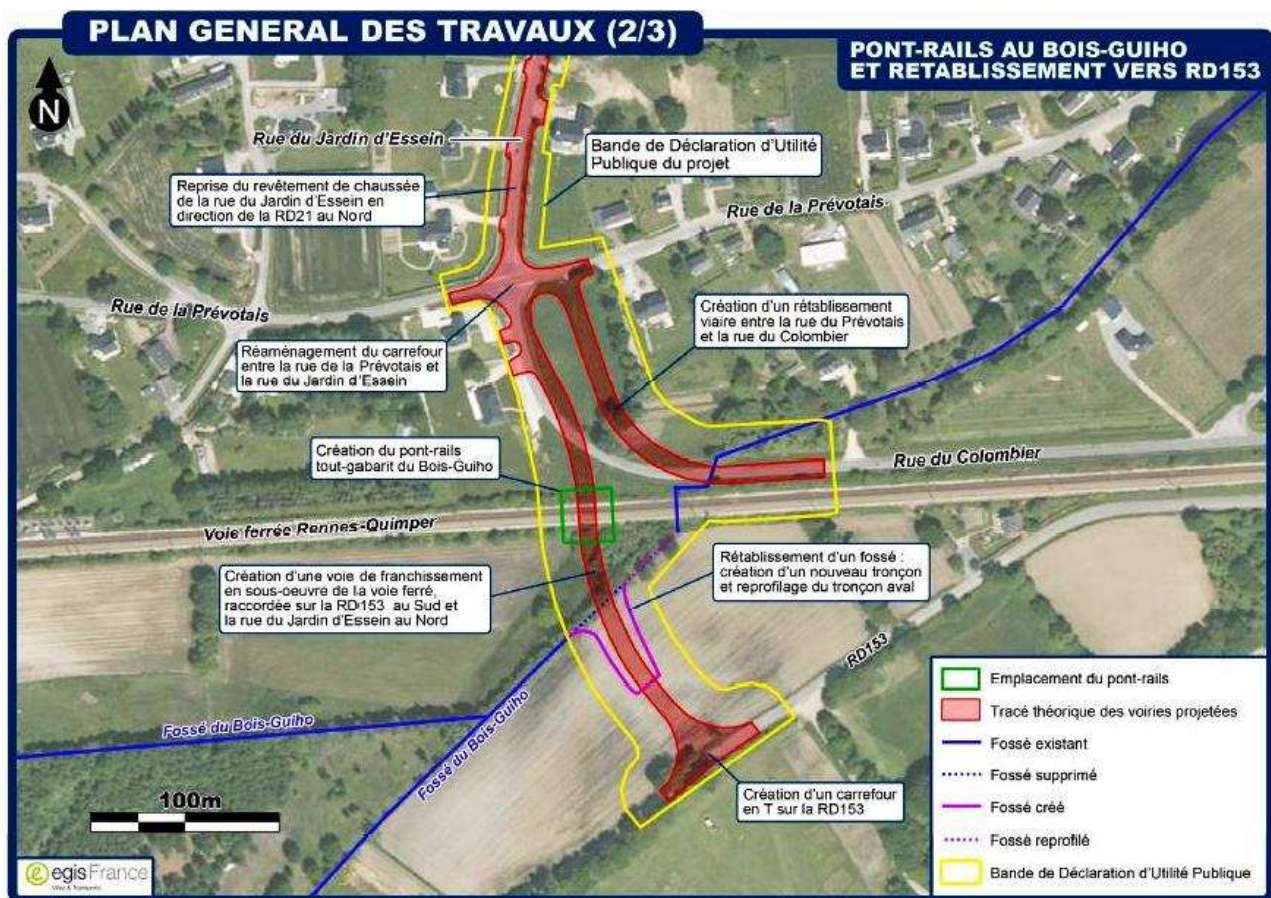 PLAN GENERAL DES TRAVAUX (2/3)
PONT-RAILS AU BOIS-GUIHO
ET RETABLISSEMENT VERS RD153
N
Rue du Jardin d'Essein
Bande de Déclaration d'Utilité
Publique du projet
Reprise du revêtement de chaussée
de la rue du Jardin d'Essein en
direction de la RD21 au Nord
Rue de la Prévotais
Rue de la Prévotais
Création d'un rétablissement
viaire entre la rue du Prévotais
et la rue du Colombier
Réaménagement du carrefour
entre la rue de la Prévotais et
la rue du Jardin d'Essein
Création du pont-rails
tout-gabarit du Bois-Guiho
Rue du Colombier
Voie ferrée Rennes-Quimper
Création d'une voie de franchissement
en sous-oeuvre de la voie ferré,
raccordée sur la RD153 au Sud et
la rue du Jardin d'Essein au Nord
Rétablissement d'un fossé :
création d'un nouveau tronçon
et reprofilage du tronçon aval
RD153
Fossé du Bois-Guiho
Fossé du Bois-Guiho
Création d'un carrefour
en T sur la RD153
100m
egis France
Emplacement du pont-rails
Tracé théorique des voiries projetées
Fossé existant
Fossé supprimé
Fossé créé
Fossé reprofilé
Bande de Déclaration d'Utilité Publique